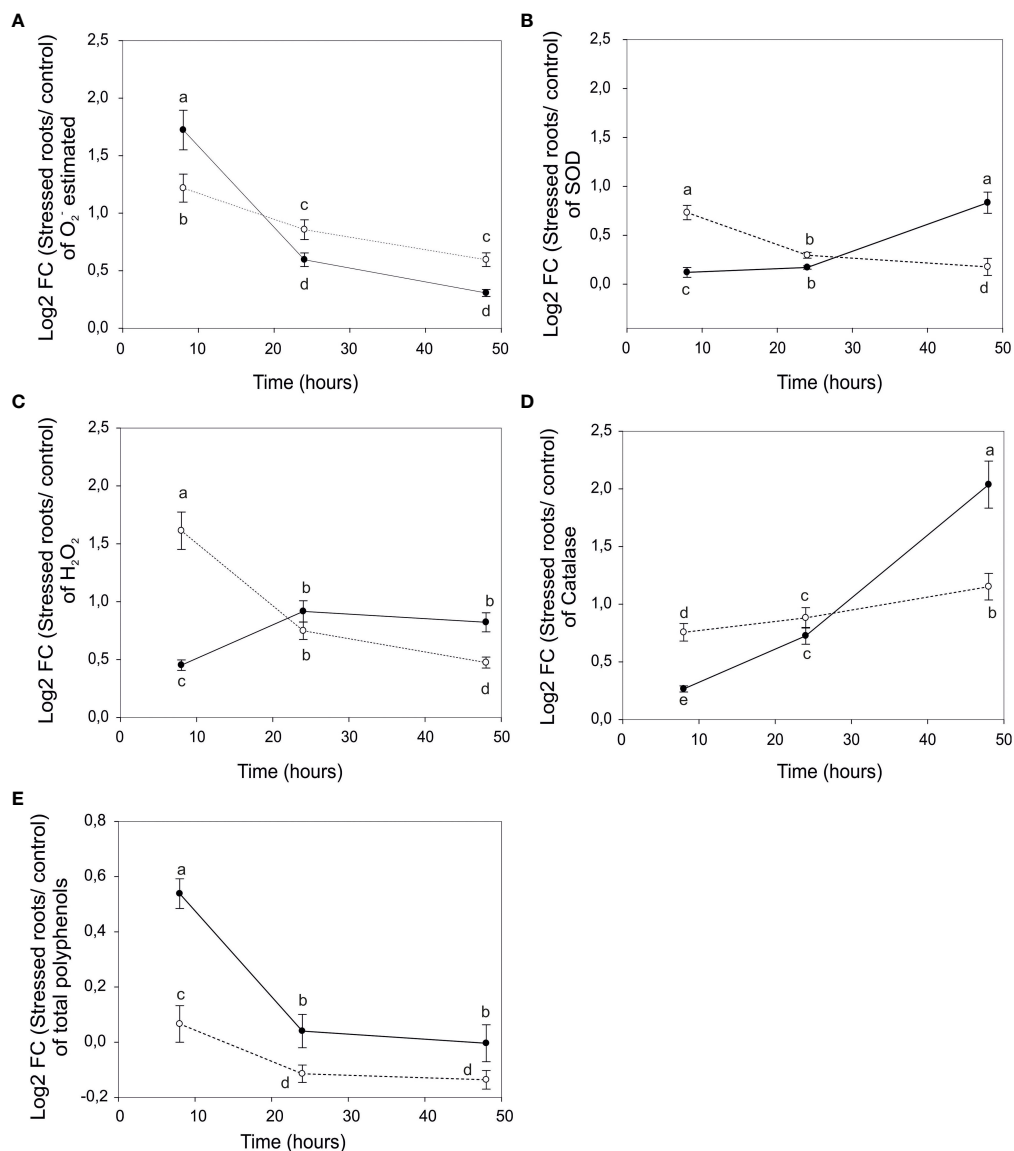 A
Log2 FC (Stressed roots/ control)
of O₂⁻ estimated
2,5
2,0
1,5
1,0
0,5
0,0
a
b
c
d
c
d
0 10 20 30 40 50
Time (hours)
B
Log2 FC (Stressed roots/ control)
of SOD
2,5
2,0
1,5
1,0
0,5
0,0
a
c
b
b
a
d
0 10 20 30 40 50
Time (hours)
C
Log2 FC (Stressed roots/ control)
of H₂O₂
2,5
2,0
1,5
1,0
0,5
0,0
a
c
b
b
b
d
0 10 20 30 40 50
Time (hours)
D
Log2 FC (Stressed roots/ control)
of Catalase
2,5
2,0
1,5
1,0
0,5
0,0
d
e
c
c
a
b
0 10 20 30 40 50
Time (hours)
E
Log2 FC (Stressed roots/ control)
of total polyphenols
0,8
0,6
0,4
0,2
0,0
-0,2
a
c
b
d
b
d
0 10 20 30 40 50
Time (hours)